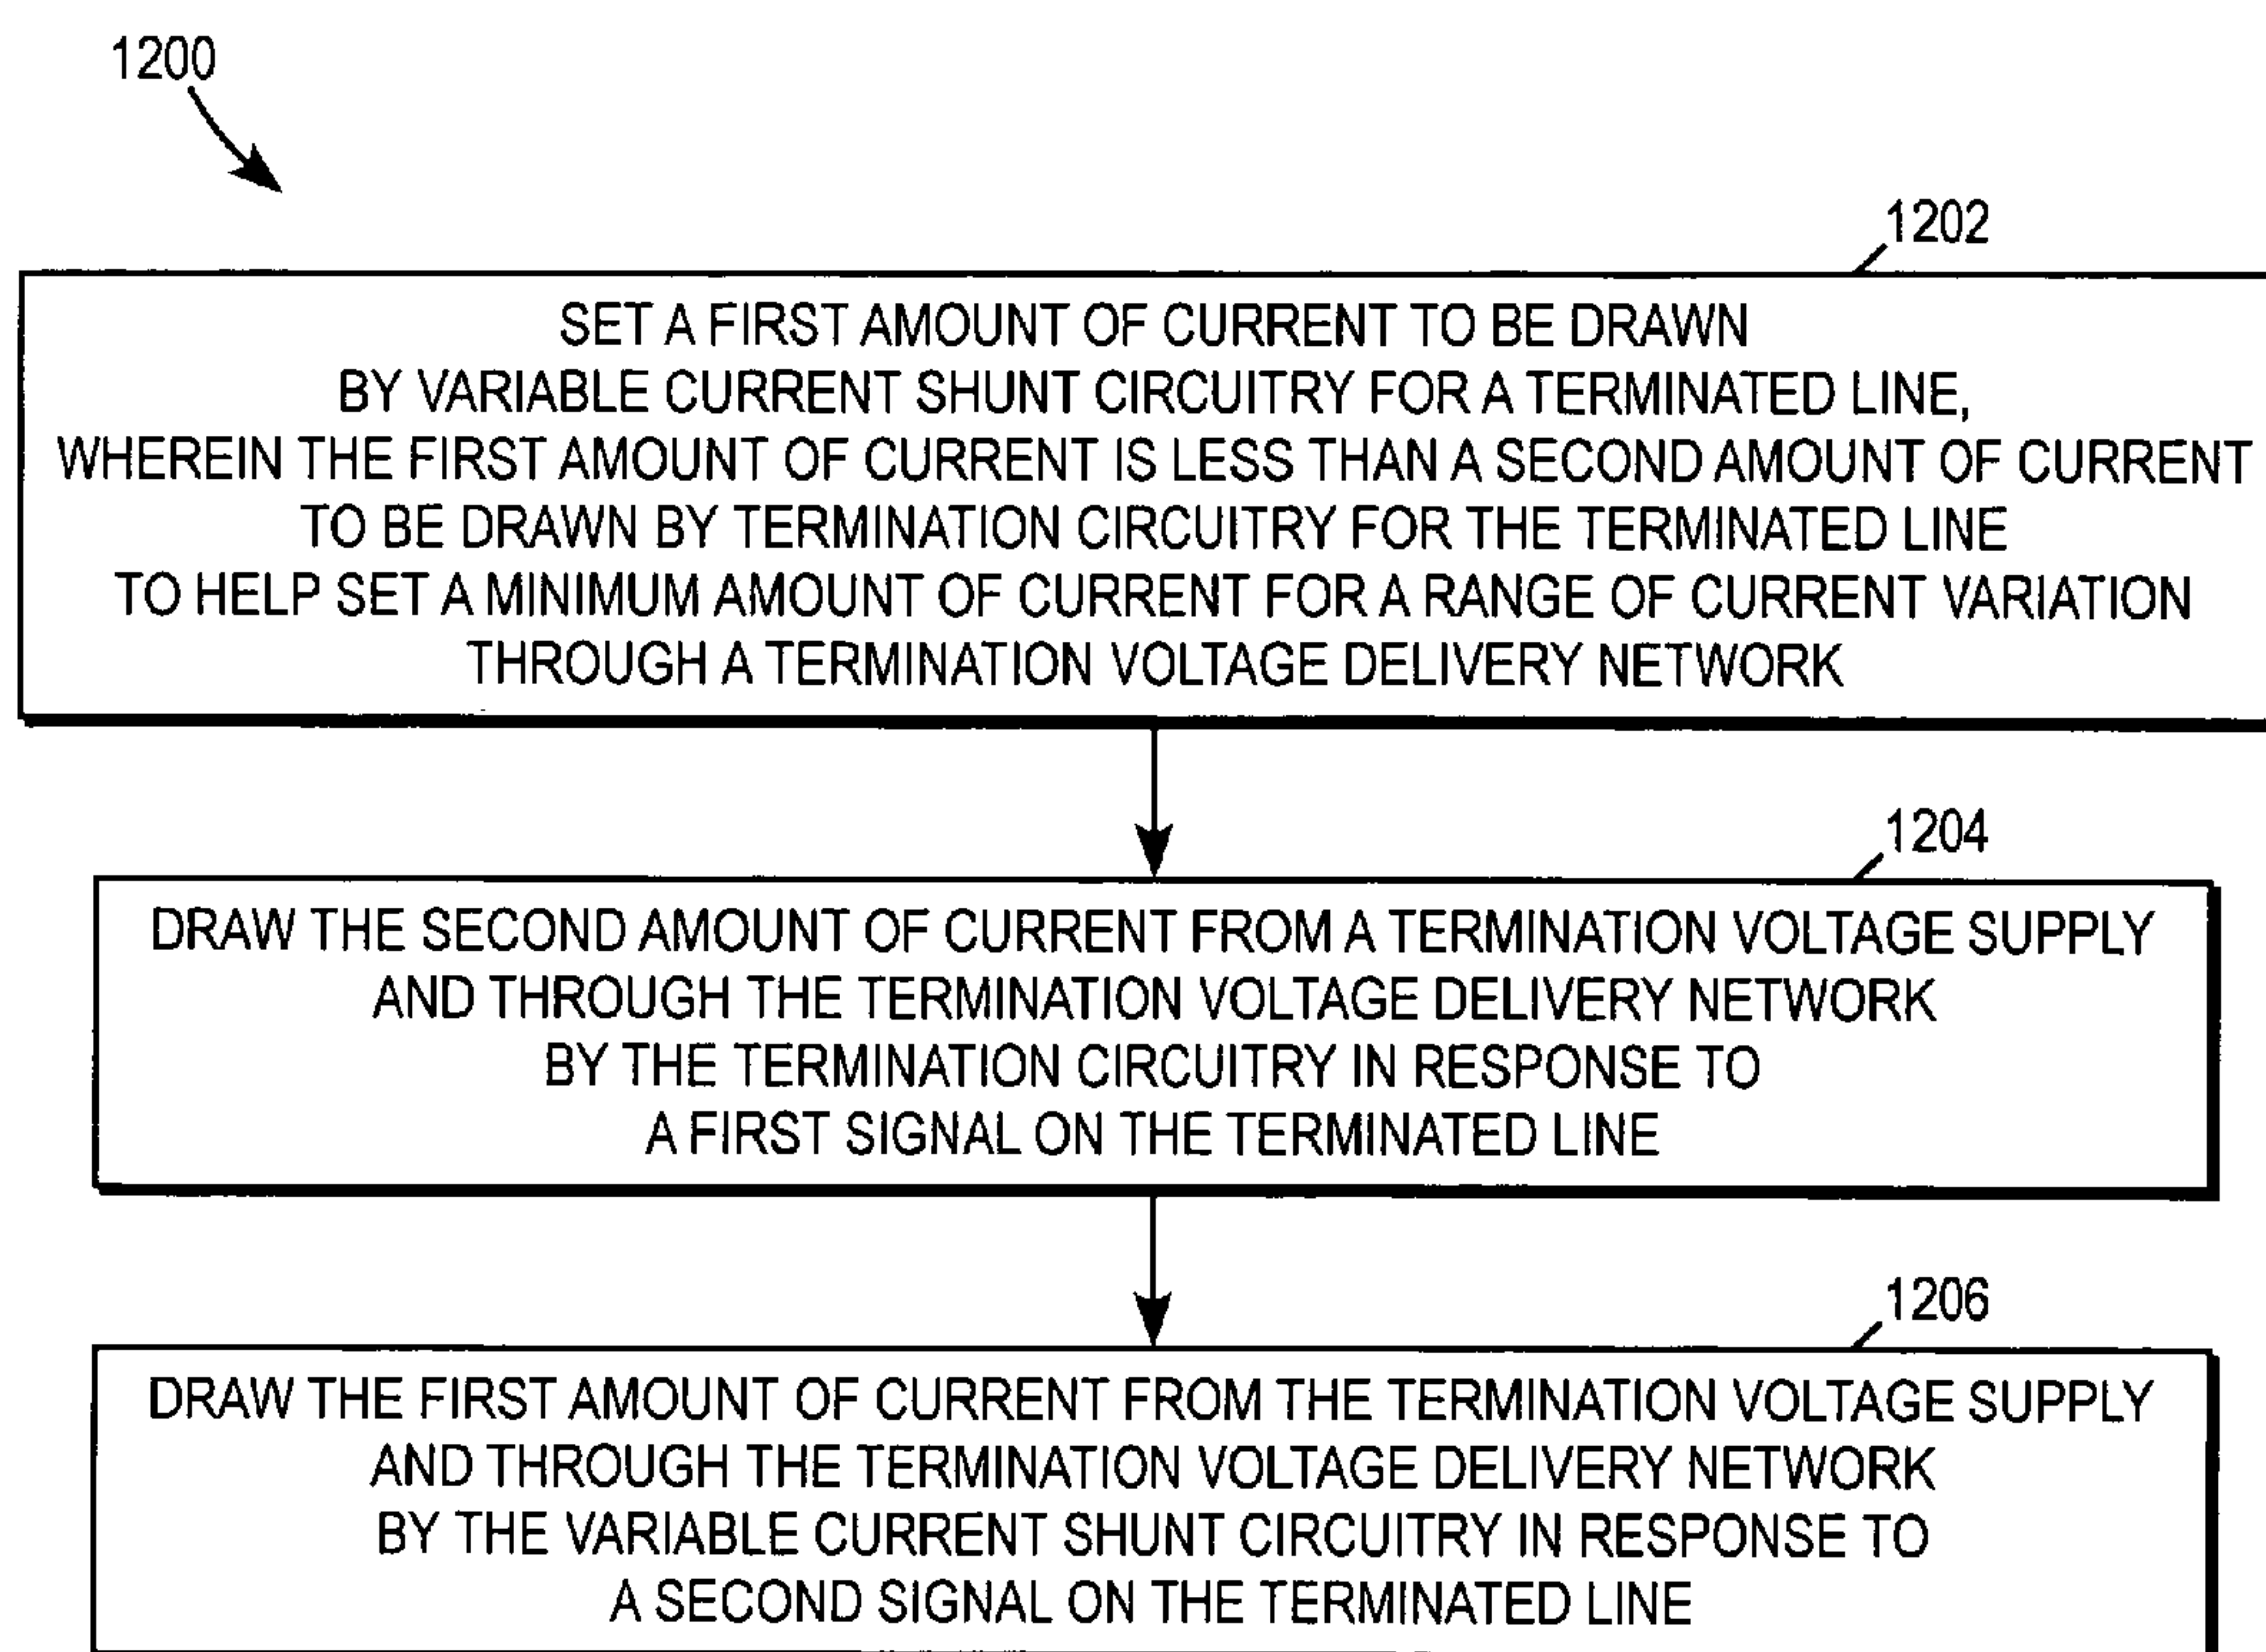 1200
1202
SET A FIRST AMOUNT OF CURRENT TO BE DRAWN
BY VARIABLE CURRENT SHUNT CIRCUITRY FOR A TERMINATED LINE,
WHEREIN THE FIRST AMOUNT OF CURRENT IS LESS THAN A SECOND AMOUNT OF CURRENT
TO BE DRAWN BY TERMINATION CIRCUITRY FOR THE TERMINATED LINE
TO HELP SET A MINIMUM AMOUNT OF CURRENT FOR A RANGE OF CURRENT VARIATION
THROUGH A TERMINATION VOLTAGE DELIVERY NETWORK
1204
DRAW THE SECOND AMOUNT OF CURRENT FROM A TERMINATION VOLTAGE SUPPLY
AND THROUGH THE TERMINATION VOLTAGE DELIVERY NETWORK
BY THE TERMINATION CIRCUITRY IN RESPONSE TO
A FIRST SIGNAL ON THE TERMINATED LINE
1206
DRAW THE FIRST AMOUNT OF CURRENT FROM THE TERMINATION VOLTAGE SUPPLY
AND THROUGH THE TERMINATION VOLTAGE DELIVERY NETWORK
BY THE VARIABLE CURRENT SHUNT CIRCUITRY IN RESPONSE TO
A SECOND SIGNAL ON THE TERMINATED LINE